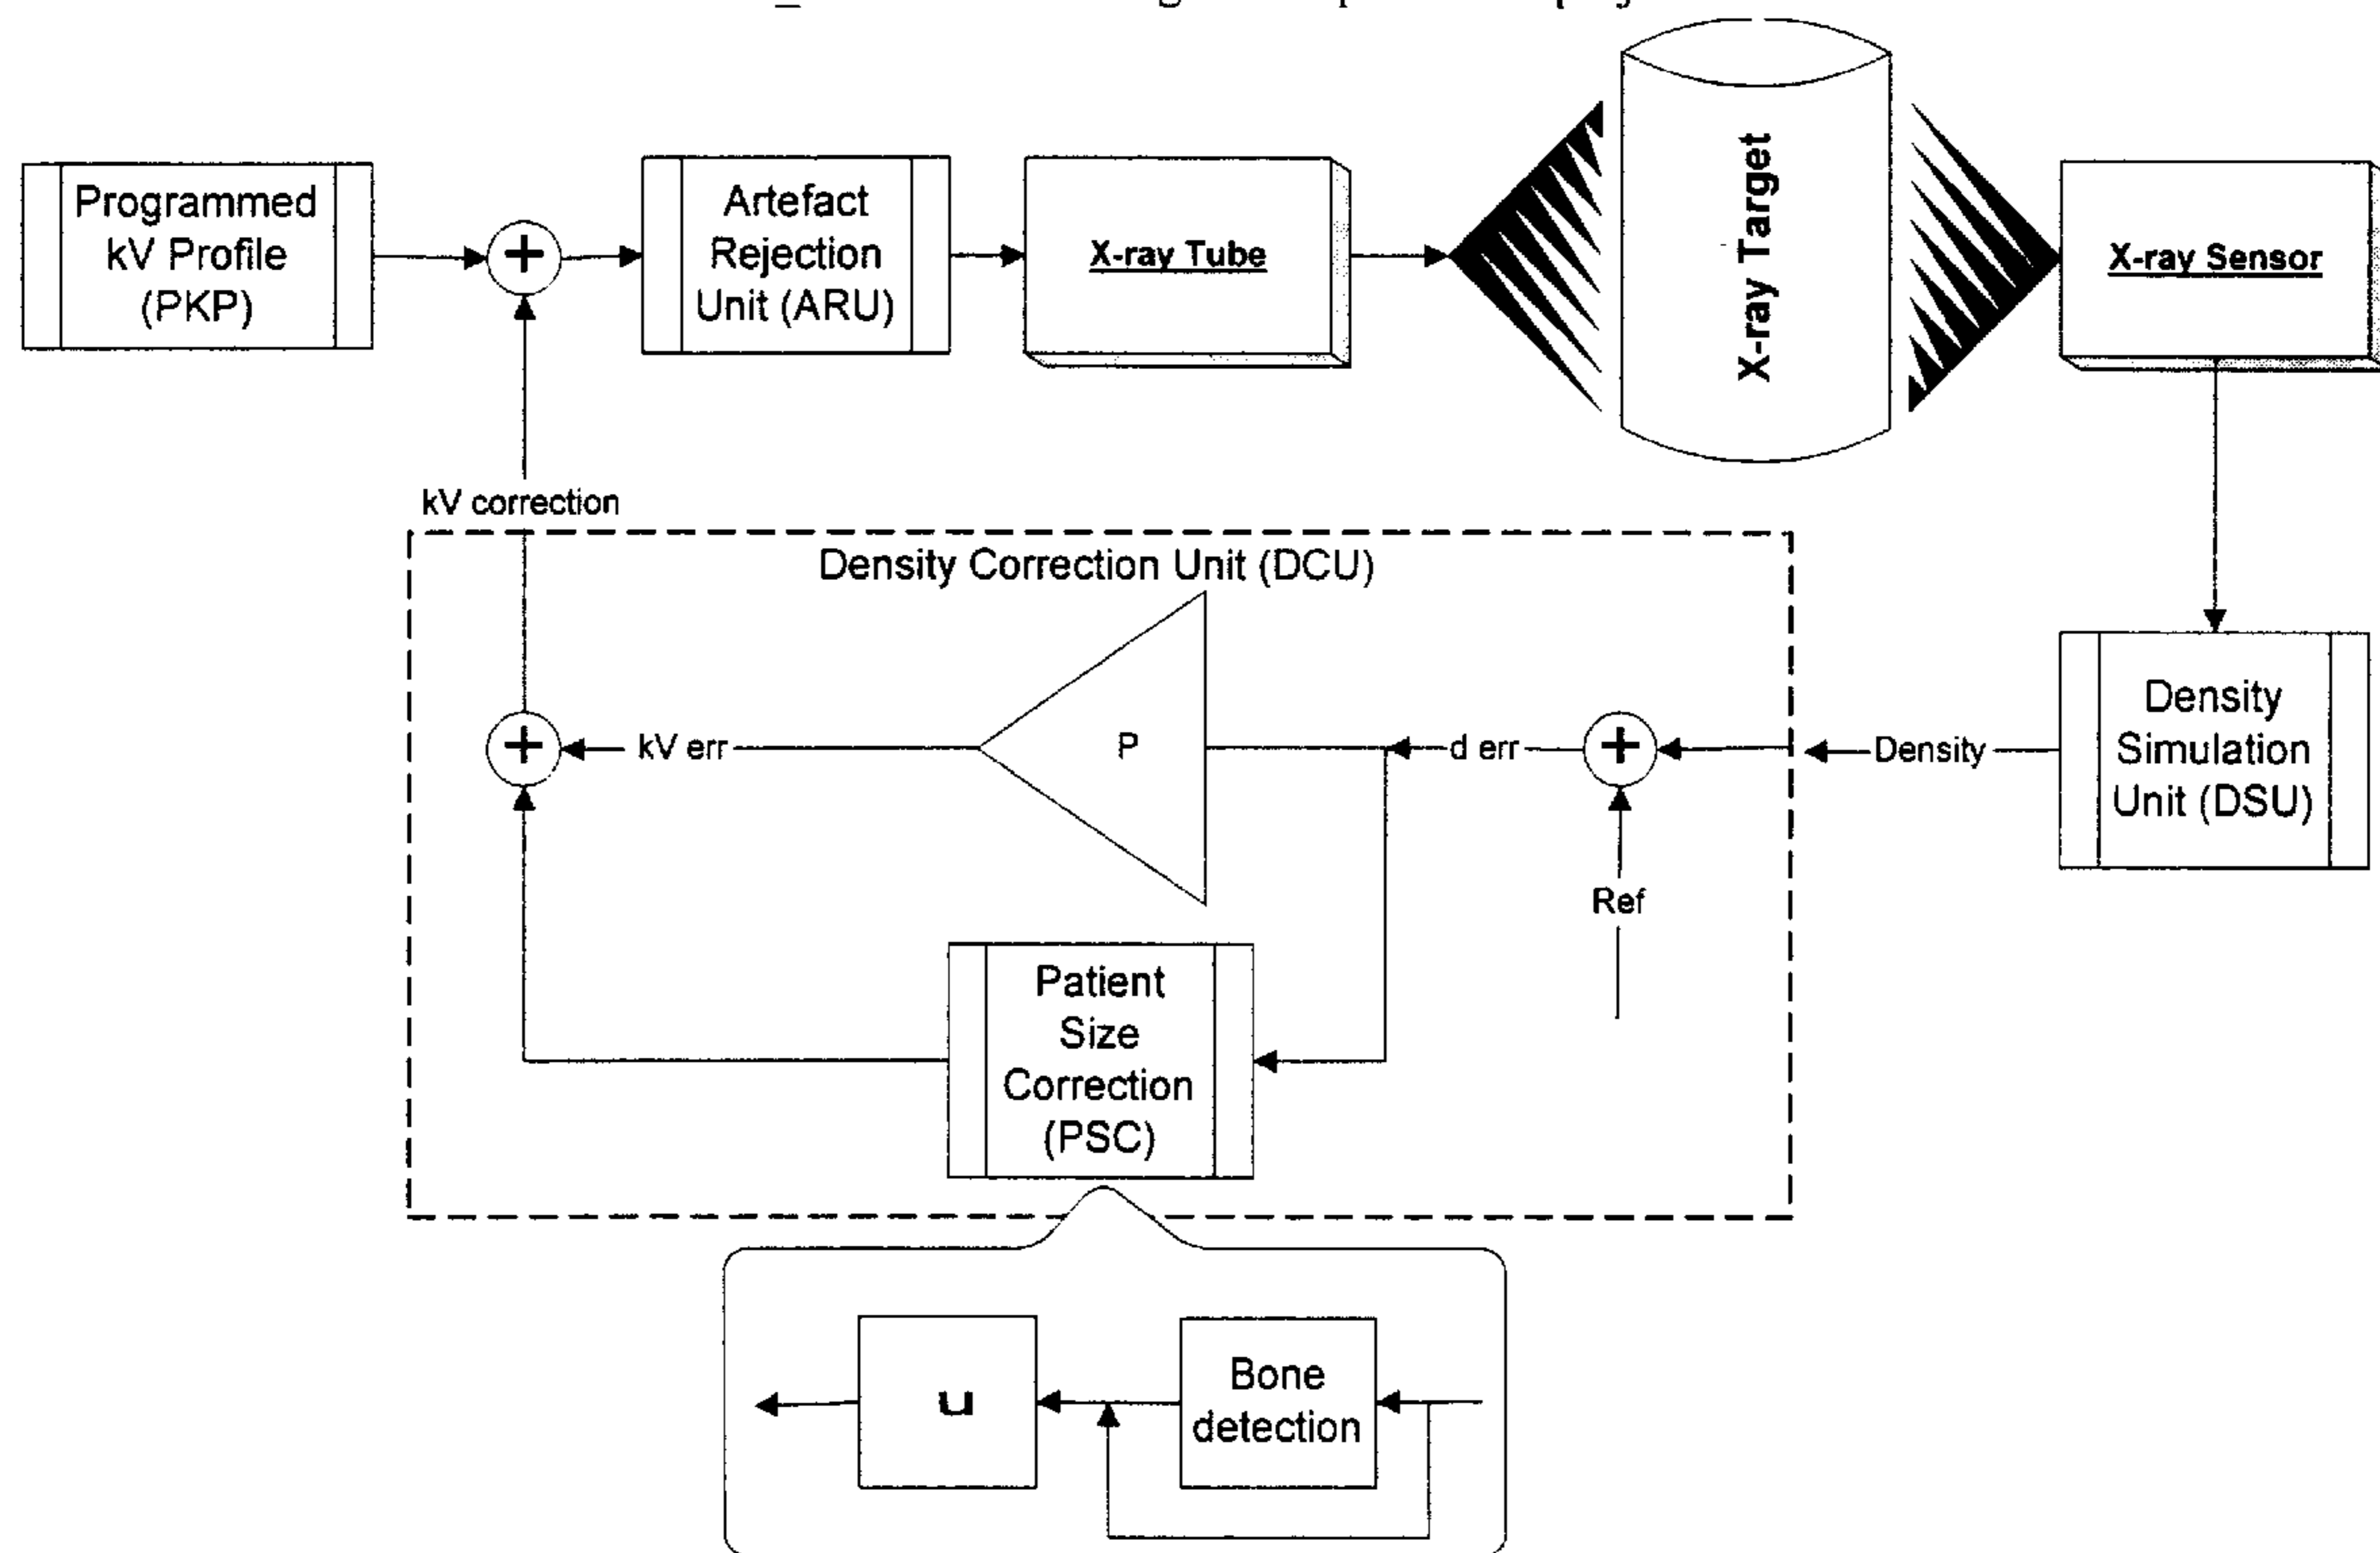 Programmed
kV Profile
(PKP)
+
Artefact
Rejection
Unit (ARU)
X-ray Tube
X-ray Target
X-ray Sensor
kV correction
Density Correction Unit (DCU)
+
kV err
P
d err
+
Density
Density
Simulation
Unit (DSU)
Ref
Patient
Size
Correction
(PSC)
u
Bone
detection